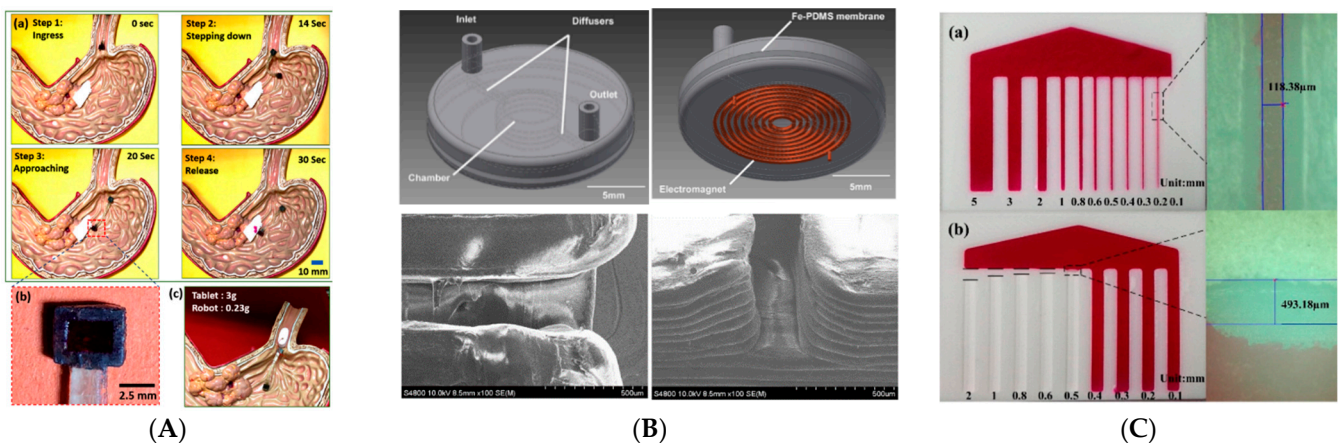 (a)
Step 1:
Ingress
0 sec
Step 2:
Stepping down
14 Sec
Step 3:
Approaching
20 Sec
Step 4:
Release
30 Sec
10 mm
(b)
2.5 mm
(c)
Tablet : 3g
Robot : 0.23g
(A)
Inlet
Diffusers
Outlet
Chamber
5mm
Fe-PDMS membrane
Electromagnet
5mm
S4800 10.0kV 8.5mm x100 SE(M)
500um
S4800 10.0kV 8.5mm x100 SE(M)
500um
(B)
(a)
118.38μm
Unit:mm
5 3 2 1 0.8 0.6 0.5 0.4 0.3 0.2 0.1
(b)
493.18μm
Unit:mm
2 1 0.8 0.6 0.5 0.4 0.3 0.2 0.1
(C)